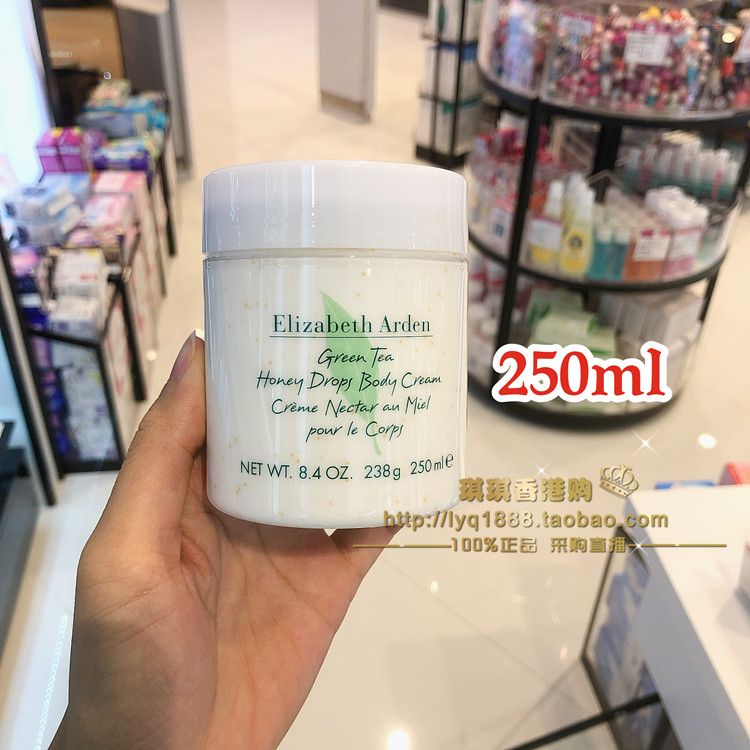 Elizabeth Arden
Green Tea
Honey Drops Body Cream
Crème Nectar au Miel
pour le Corps
NET WT. 8.4 OZ. 238g 250ml e
250ml
琪琪香港购
http://lyq1888.taobao.com
100%正品 采购直播